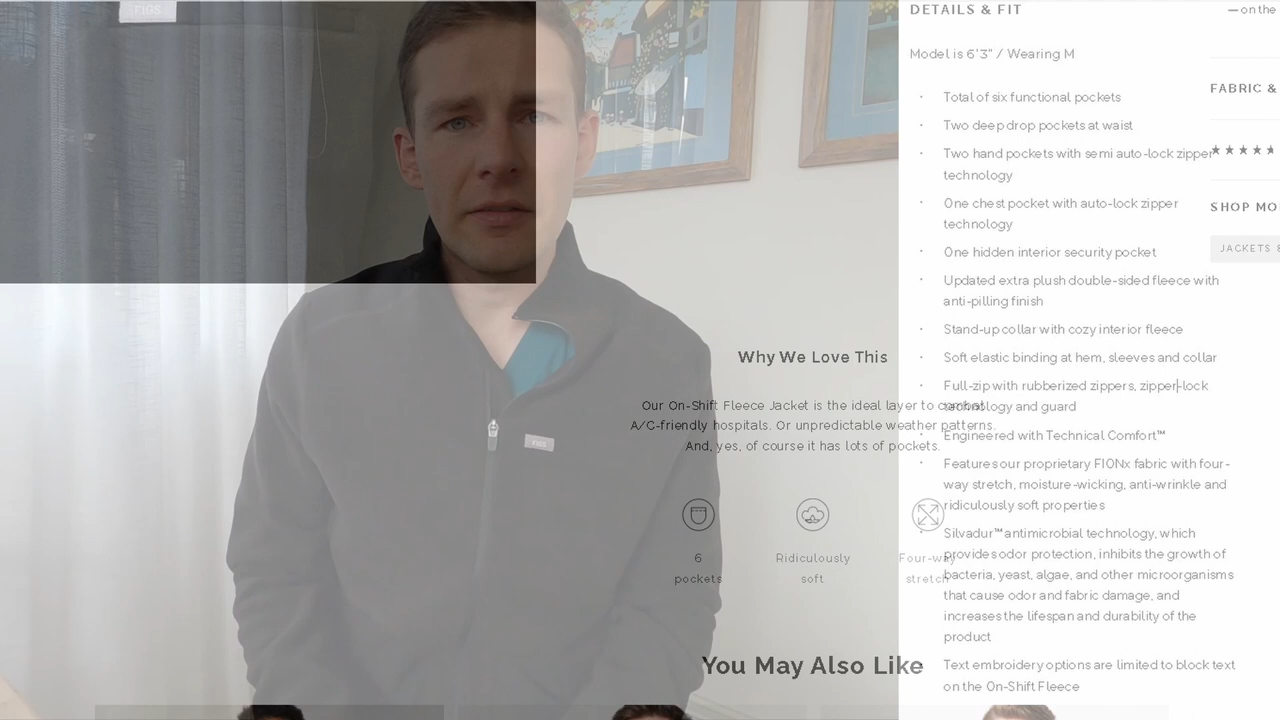 FIGS
DETAILS & FIT
— on the
Model is 6'3" / Wearing M
FABRIC &
Total of six functional pockets
Two deep drop pockets at waist
Two hand pockets with semi auto-lock zipper
technology
One chest pocket with auto-lock zipper
technology
SHOP MO
JACKETS &
One hidden interior security pocket
Updated extra plush double-sided fleece with
anti-pilling finish
Stand-up collar with cozy interior fleece
Soft elastic binding at hem, sleeves and collar
Full-zip with rubberized zippers, zipper-lock
technology and guard
Engineered with Technical Comfort™
Features our proprietary FIONx fabric with four-
way stretch, moisture-wicking, anti-wrinkle and
ridiculously soft properties
Silvadur™ antimicrobial technology, which
provides odor protection, inhibits the growth of
bacteria, yeast, algae, and other microorganisms
that cause odor and fabric damage, and
increases the lifespan and durability of the
product
Text embroidery options are limited to block text
on the On-Shift Fleece
Why We Love This
Our On-Shift Fleece Jacket is the ideal layer to combat
A/C-friendly hospitals. Or unpredictable weather patterns.
And, yes, of course it has lots of pockets.
FIGS
6
pockets
Ridiculously
soft
Four-way
stretch
You May Also Like